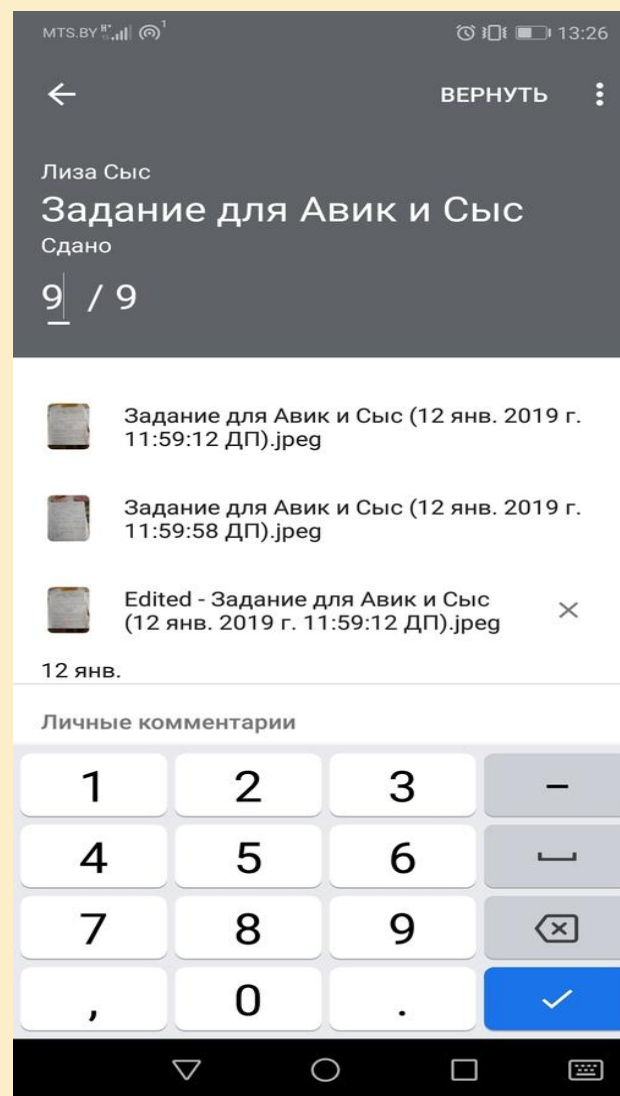 MTS.BY H+ 1 13:26
ВЕРНУТЬ
Лиза Сыс
Задание для Авик и Сыс
Сдано
9 / 9
Задание для Авик и Сыс (12 янв. 2019 г.
11:59:12 ДП).jpeg
Задание для Авик и Сыс (12 янв. 2019 г.
11:59:58 ДП).jpeg
Edited - Задание для Авик и Сыс
(12 янв. 2019 г. 11:59:12 ДП).jpeg
12 янв.
Личные комментарии
1 2 3 –
4 5 6
7 8 9
, 0 .